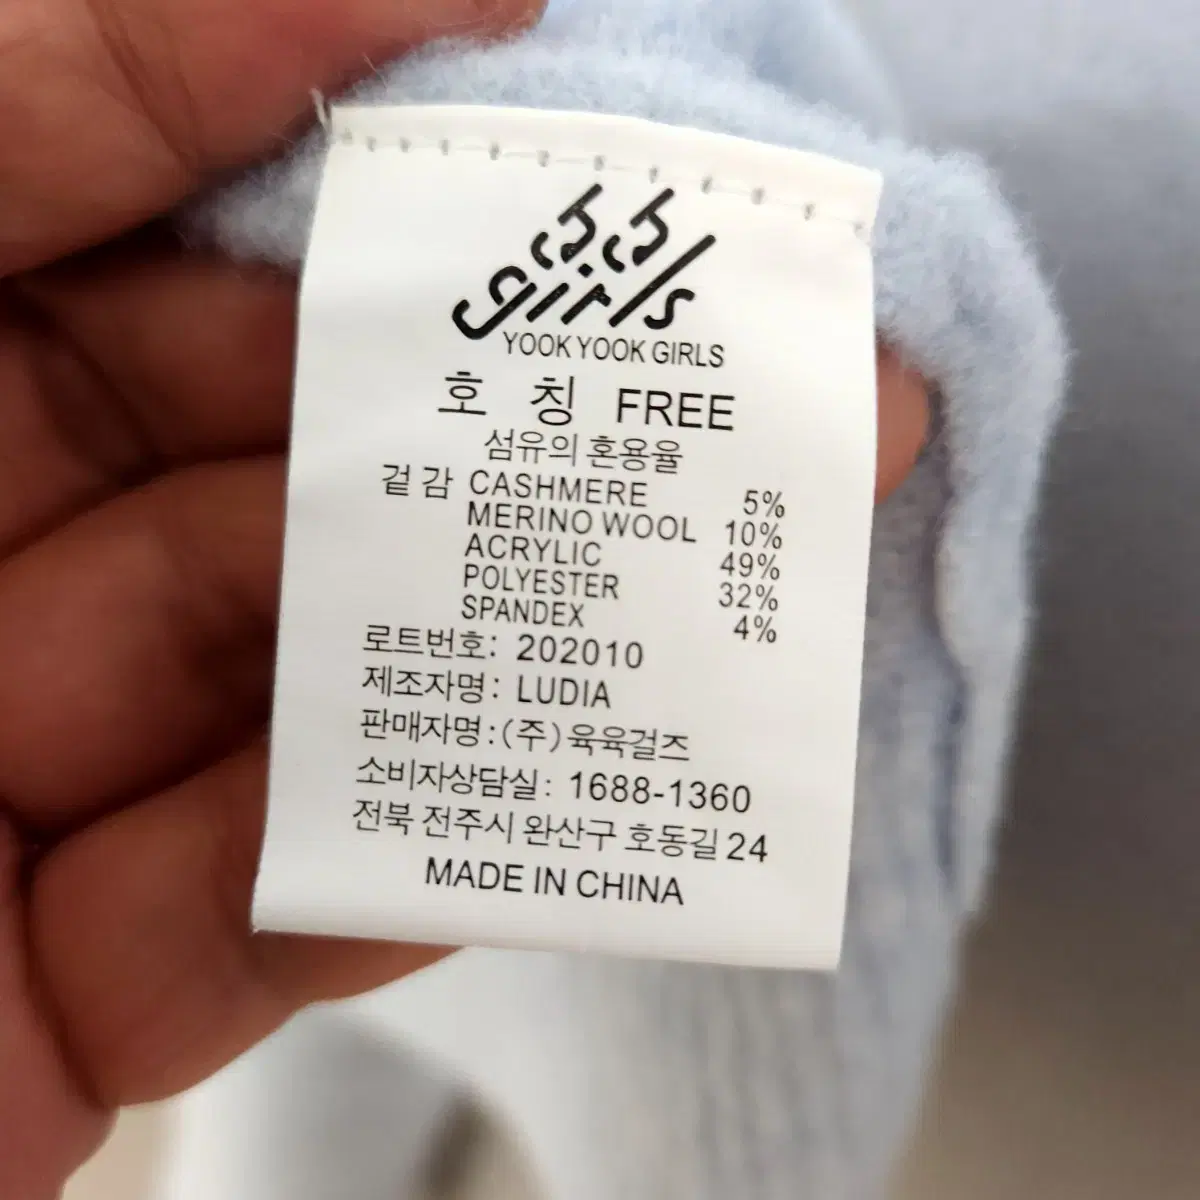 66
girls
YOOKYOOK GIRLS
호 칭 FREE
섬유의 혼용율
겉 감 CASHMERE 5%
MERINO WOOL 10%
ACRYLIC 49%
POLYESTER 32%
SPANDEX 4%
로트번호: 202010
제조자명: LUDIA
판매자명:(주)육육걸즈
소비자상담실: 1688-1360
전북 전주시 완산구 호동길 24
MADE IN CHINA